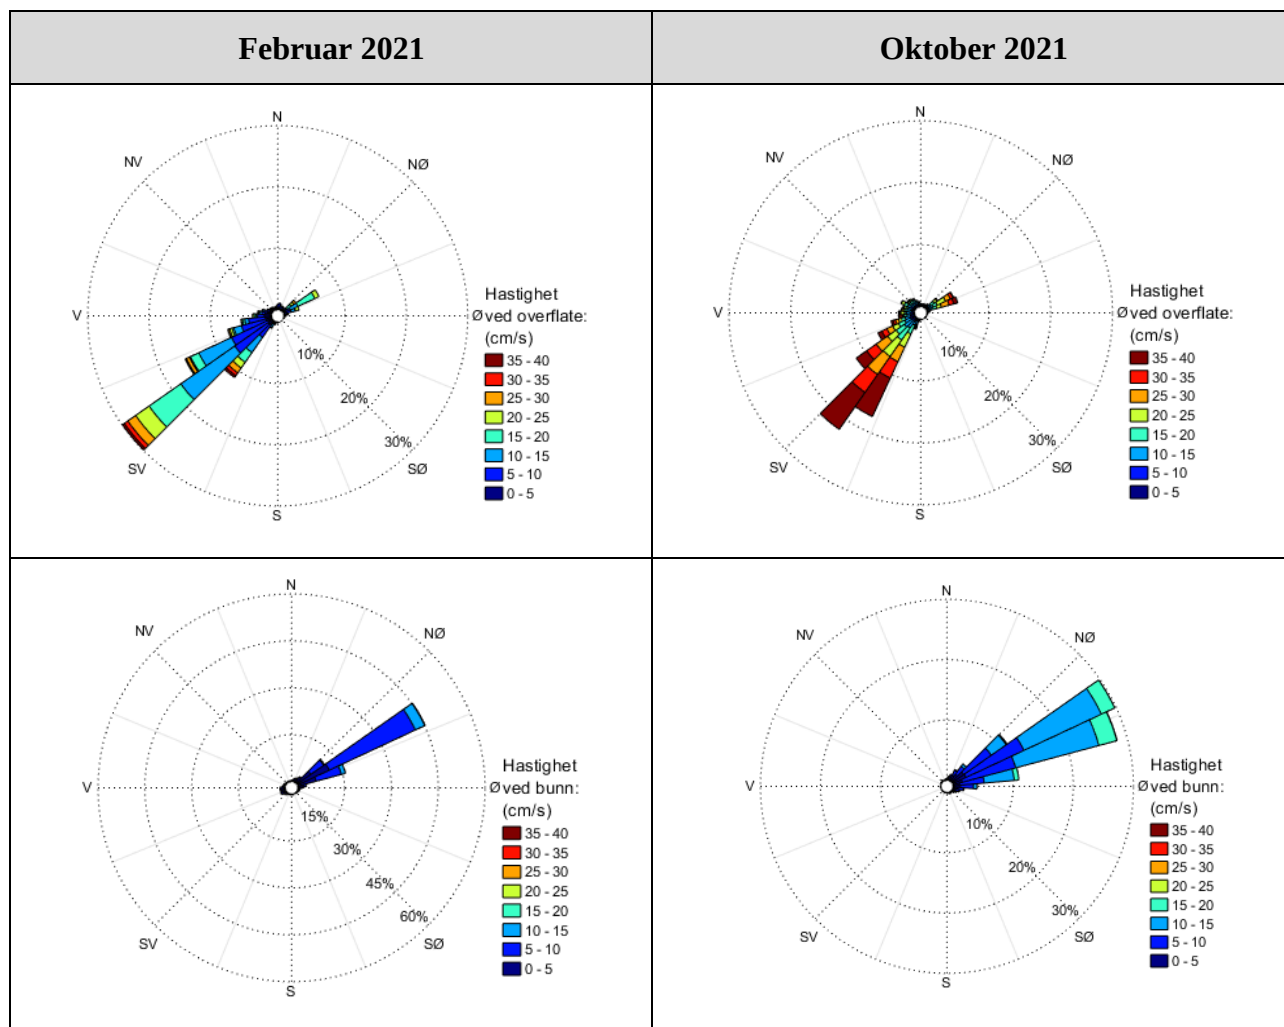 Februar 2021
Oktober 2021
N
NV
NØ
V
Hastighet
Ø ved overflate:
(cm/s)
10%
35 - 40
30 - 35
25 - 30
20%
20 - 25
15 - 20
30%
10 - 15
SV
SØ
5 - 10
0 - 5
S
N
NV
NØ
Hastighet
V
Ø ved overflate:
(cm/s)
10%
35 - 40
30 - 35
20%
25 - 30
20 - 25
15 - 20
30%
10 - 15
SV
SØ
5 - 10
0 - 5
S
N
NV
NØ
Hastighet
V
Ø ved bunn:
(cm/s)
15%
35 - 40
30%
30 - 35
25 - 30
45%
20 - 25
60%
15 - 20
10 - 15
SV
SØ
5 - 10
0 - 5
S
N
NV
NØ
Hastighet
V
Ø ved bunn:
(cm/s)
10%
35 - 40
30 - 35
20%
25 - 30
20 - 25
30%
15 - 20
10 - 15
SV
SØ
5 - 10
0 - 5
S